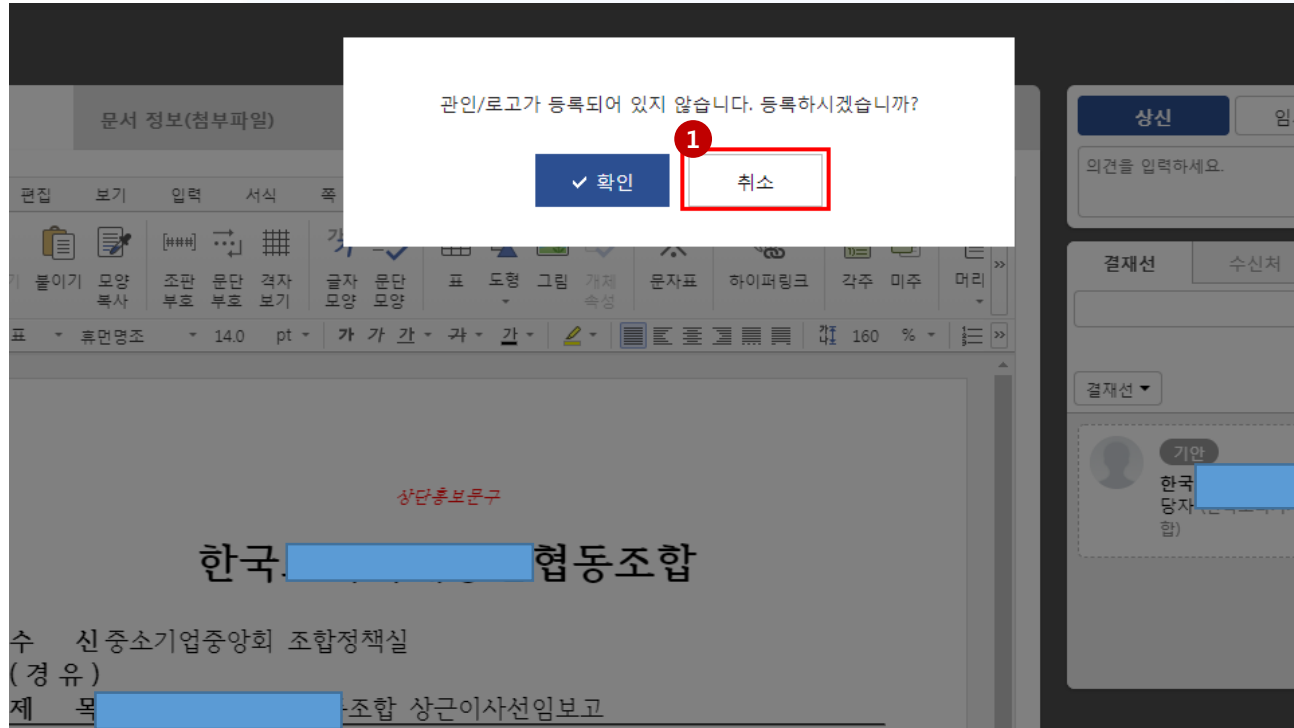 관인/로고가 등록되어 있지 않습니다. 등록하시겠습니까?
1
확인 취소
문서 정보(첨부파일)
상신
의견을 입력하세요.
편집 보기 입력 서식 쪽
붙이기 모양 복사 조판 부호 문단 부호 격자 보기 글자 모양 문단 모양 표 도형 그림 개체 속성 문자표 하이퍼링크 각주 미주 머리
표 휴먼명조 14.0 pt 가 가 가 가 가 160 %
결재선 수신처
결재선
기안
한국
당자
합)
상단홍보문구
한국 협동조합
수 신 중소기업중앙회 조합정책실
( 경 유 )
제 목 조합 상근이사선임보고